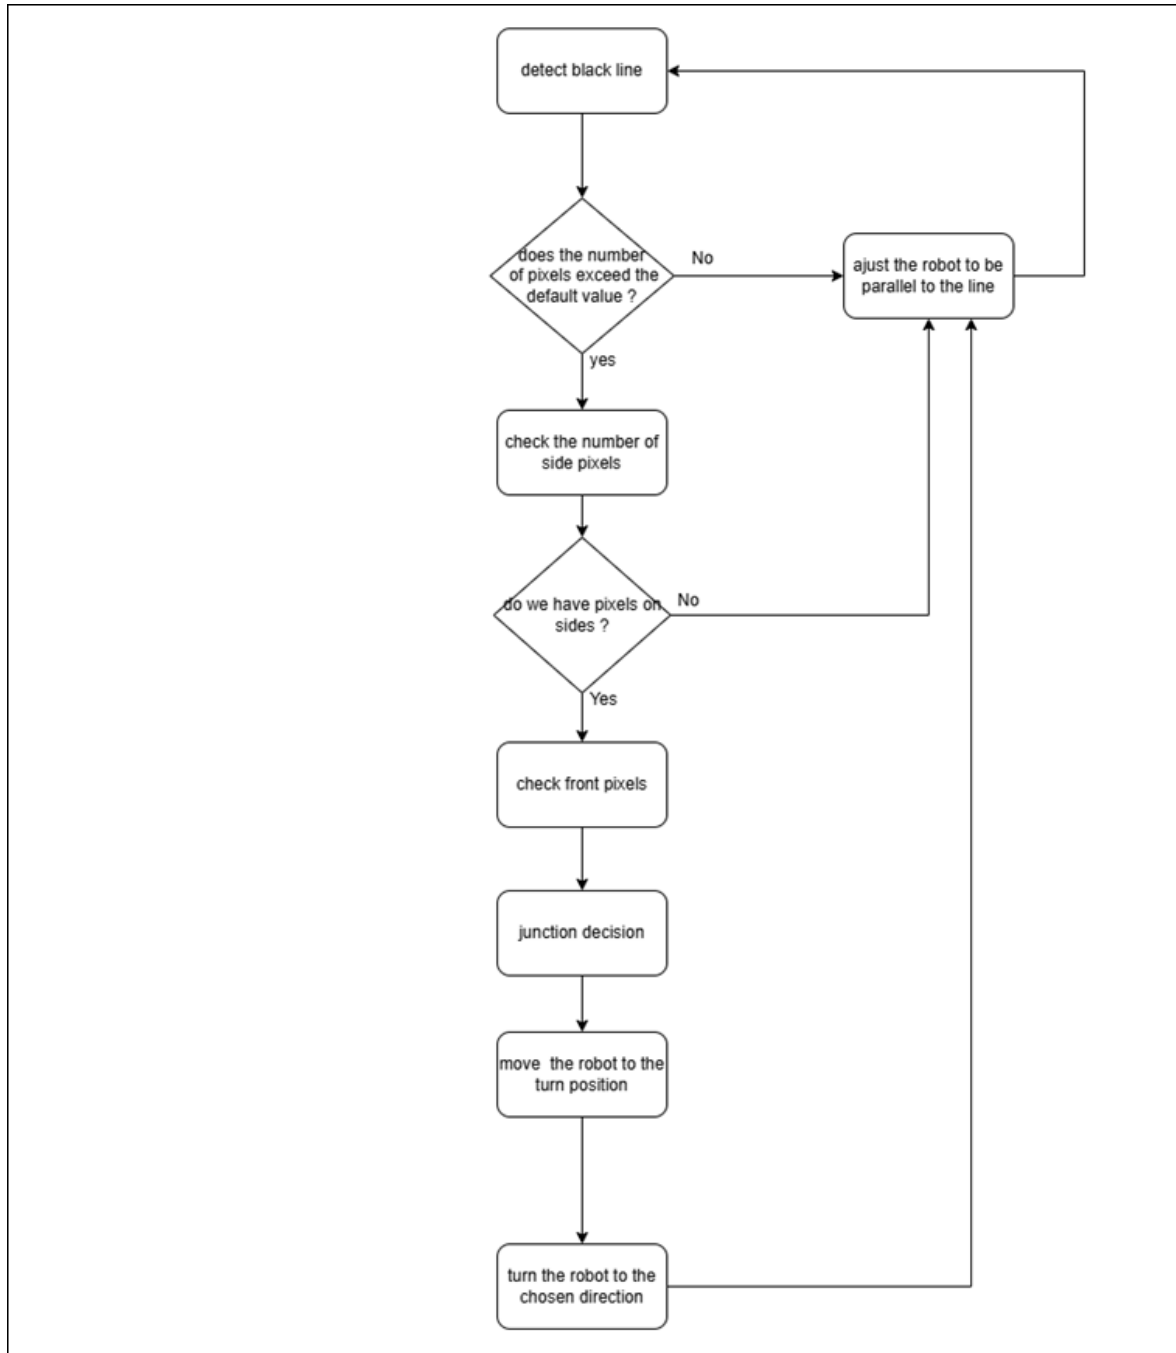 detect black line
does the number
of pixels exceed the
default value ?
No
ajust the robot to be
parallel to the line
yes
check the number of
side pixels
do we have pixels on
sides ?
No
Yes
check front pixels
junction decision
move  the robot to the
turn position
turn the robot to the
chosen direction